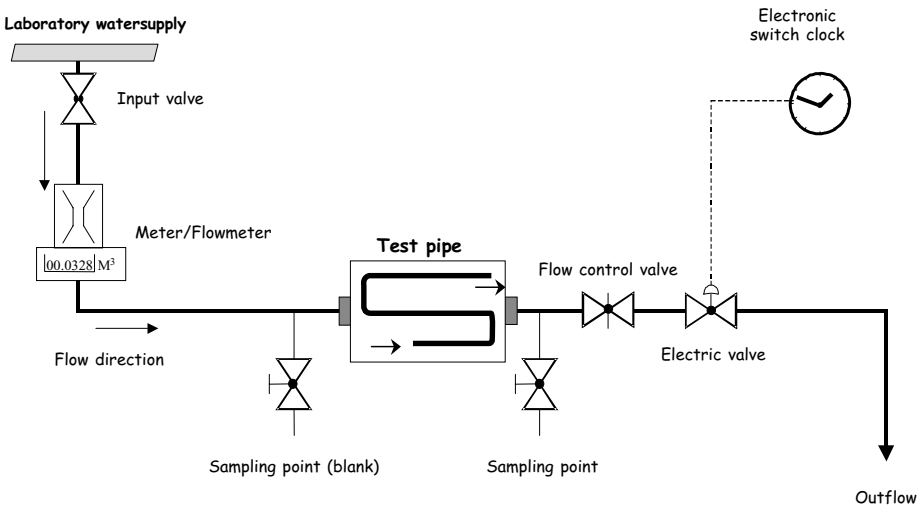 Laboratory watersupply
Electronic
switch clock
Input valve
Meter/Flowmeter
00.0328 M³
Test pipe
Flow control valve
Flow direction
Electric valve
Sampling point (blank)
Sampling point
Outflow